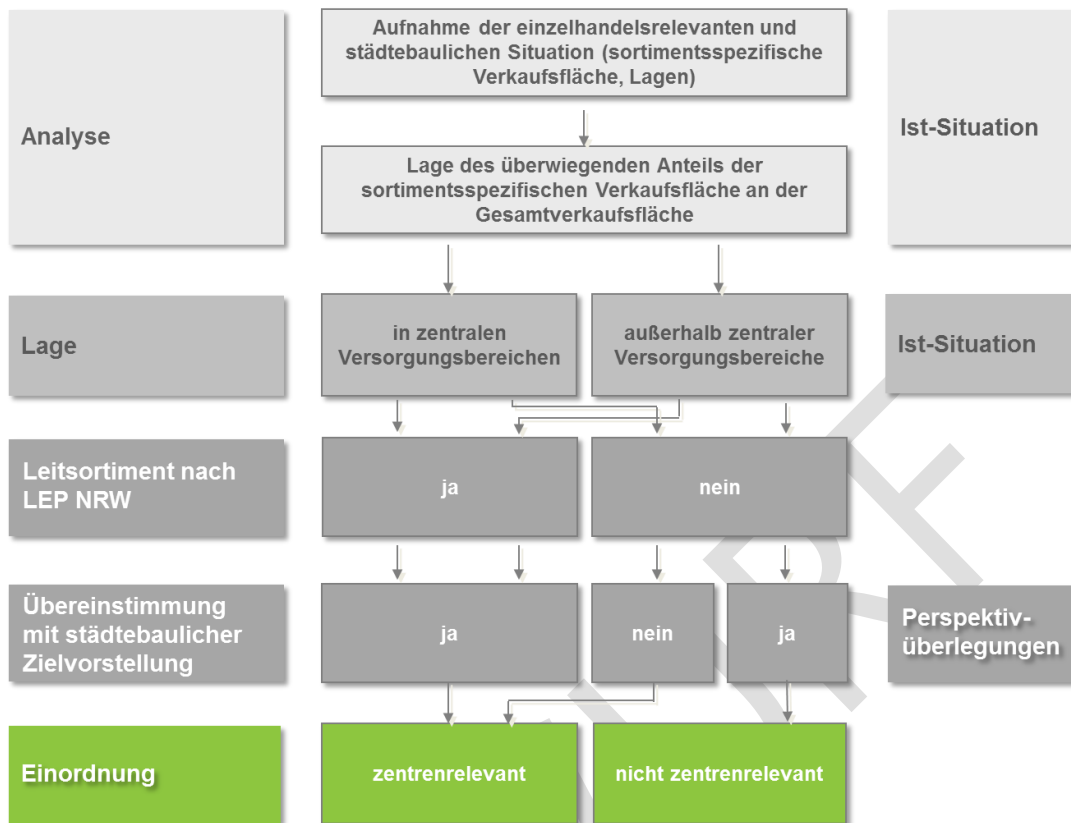 Aufnahme der einzelhandelsrelevanten und
städtebaulichen Situation (sortimentsspezifische
Verkaufsfläche, Lagen)
Analyse
Ist-Situation
Lage des überwiegenden Anteils der
sortimentsspezifischen Verkaufsfläche an der
Gesamtverkaufsfläche
Lage
in zentralen
Versorgungsbereichen
außerhalb zentraler
Versorgungsbereiche
Ist-Situation
Leitsortiment nach
LEP NRW
ja
nein
Übereinstimmung
mit städtebaulicher
Zielvorstellung
ja
nein
ja
Perspektiv-
überlegungen
Einordnung
zentrenrelevant
nicht zentrenrelevant